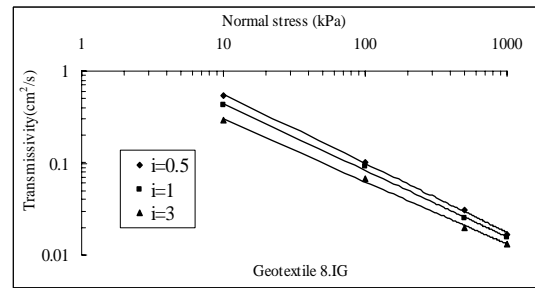 Normal stress (kPa)
1 10 100 1000
Transmissivity(cm²/s)
1
0.1
0.01
i=0.5
i=1
i=3
Geotextile 8.IG